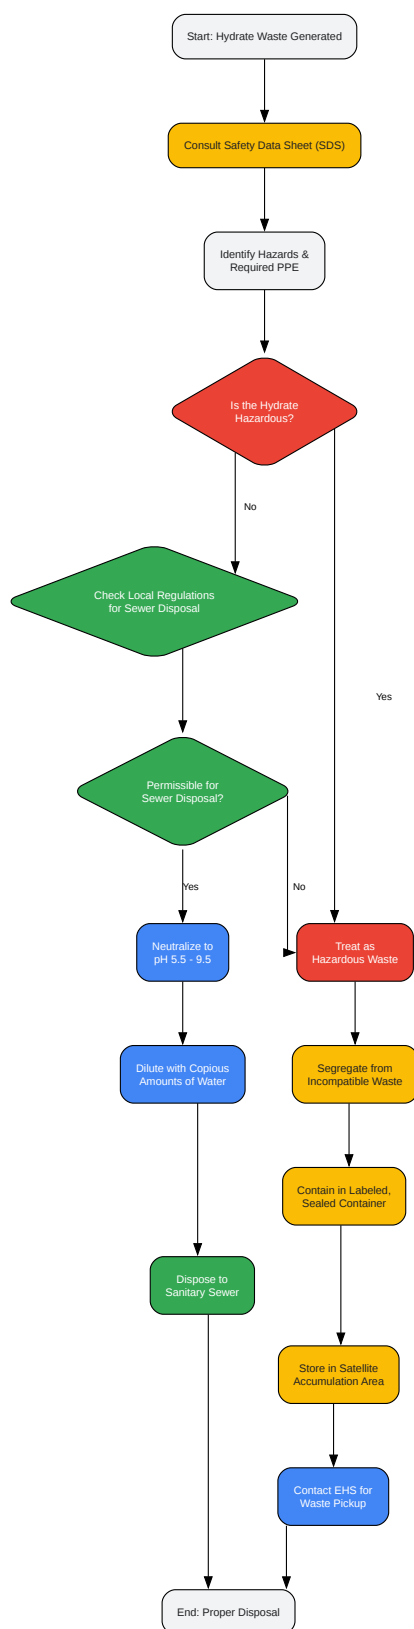 Start: Hydrate Waste Generated
Consult Safety Data Sheet (SDS)
Identify Hazards &
Required PPE
Is the Hydrate
Hazardous?
No
Check Local Regulations
for Sewer Disposal
Yes
Permissible for
Sewer Disposal?
Yes
No
Neutralize to
pH 5.5 - 9.5
Treat as
Hazardous Waste
Dilute with Copious
Amounts of Water
Segregate from
Incompatible Waste
Contain in Labeled,
Sealed Container
Dispose to
Sanitary Sewer
Store in Satellite
Accumulation Area
Contact EHS for
Waste Pickup
End: Proper Disposal